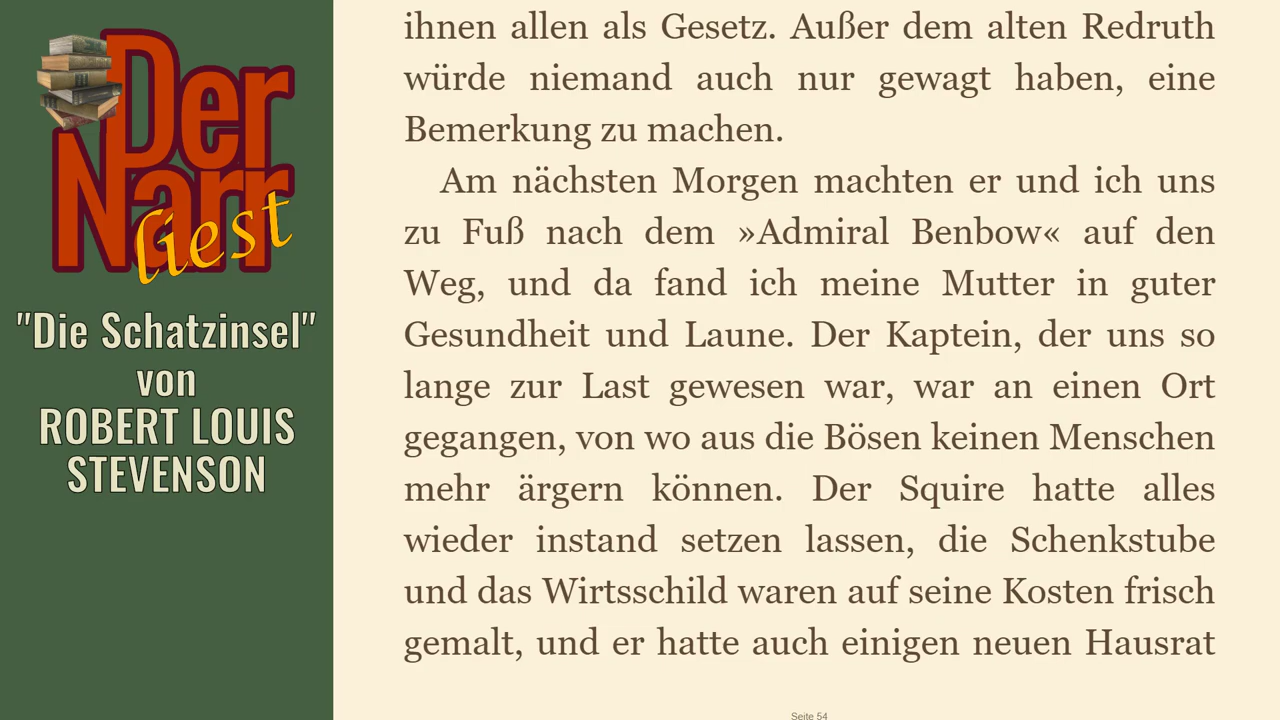 Der
Narr
liest
"Die Schatzinsel"
von
ROBERT LOUIS
STEVENSON
ihnen allen als Gesetz. Außer dem alten Redruth
würde niemand auch nur gewagt haben, eine
Bemerkung zu machen.
Am nächsten Morgen machten er und ich uns
zu Fuß nach dem »Admiral Benbow« auf den
Weg, und da fand ich meine Mutter in guter
Gesundheit und Laune. Der Kaptein, der uns so
lange zur Last gewesen war, war an einen Ort
gegangen, von wo aus die Bösen keinen Menschen
mehr ärgern können. Der Squire hatte alles
wieder instand setzen lassen, die Schenkstube
und das Wirtsschild waren auf seine Kosten frisch
gemalt, und er hatte auch einigen neuen Hausrat
Seite 54